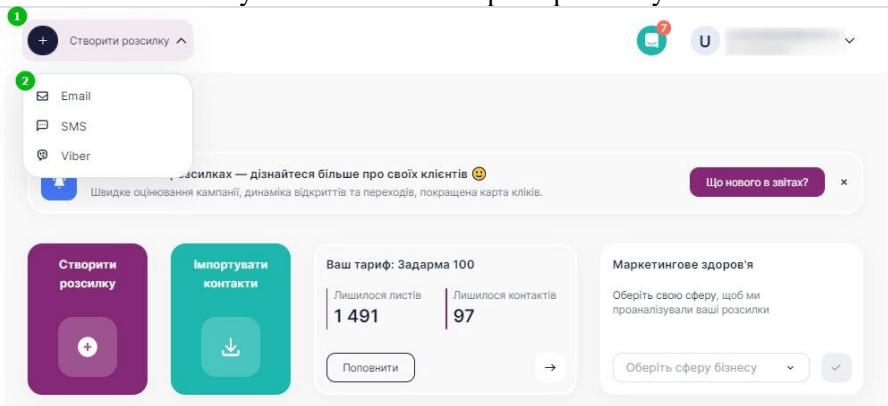 1
Створити розсилку
7
U
2
Email
SMS
Viber
розсилках — дізнайтеся більше про своїх клієнтів
Швидке оцінювання кампанії, динаміка відкриттів та переходів, покращена карта кліків.
Що нового в звітах?
Створити
розсилку
Імпортувати
контакти
Ваш тариф: Задарма 100
Лишилося листів
1 491
Лишилося контактів
97
Поповнити
Маркетингове здоров'я
Оберіть свою сферу, щоб ми
проаналізували ваші розсилки
Оберіть сферу бізнесу